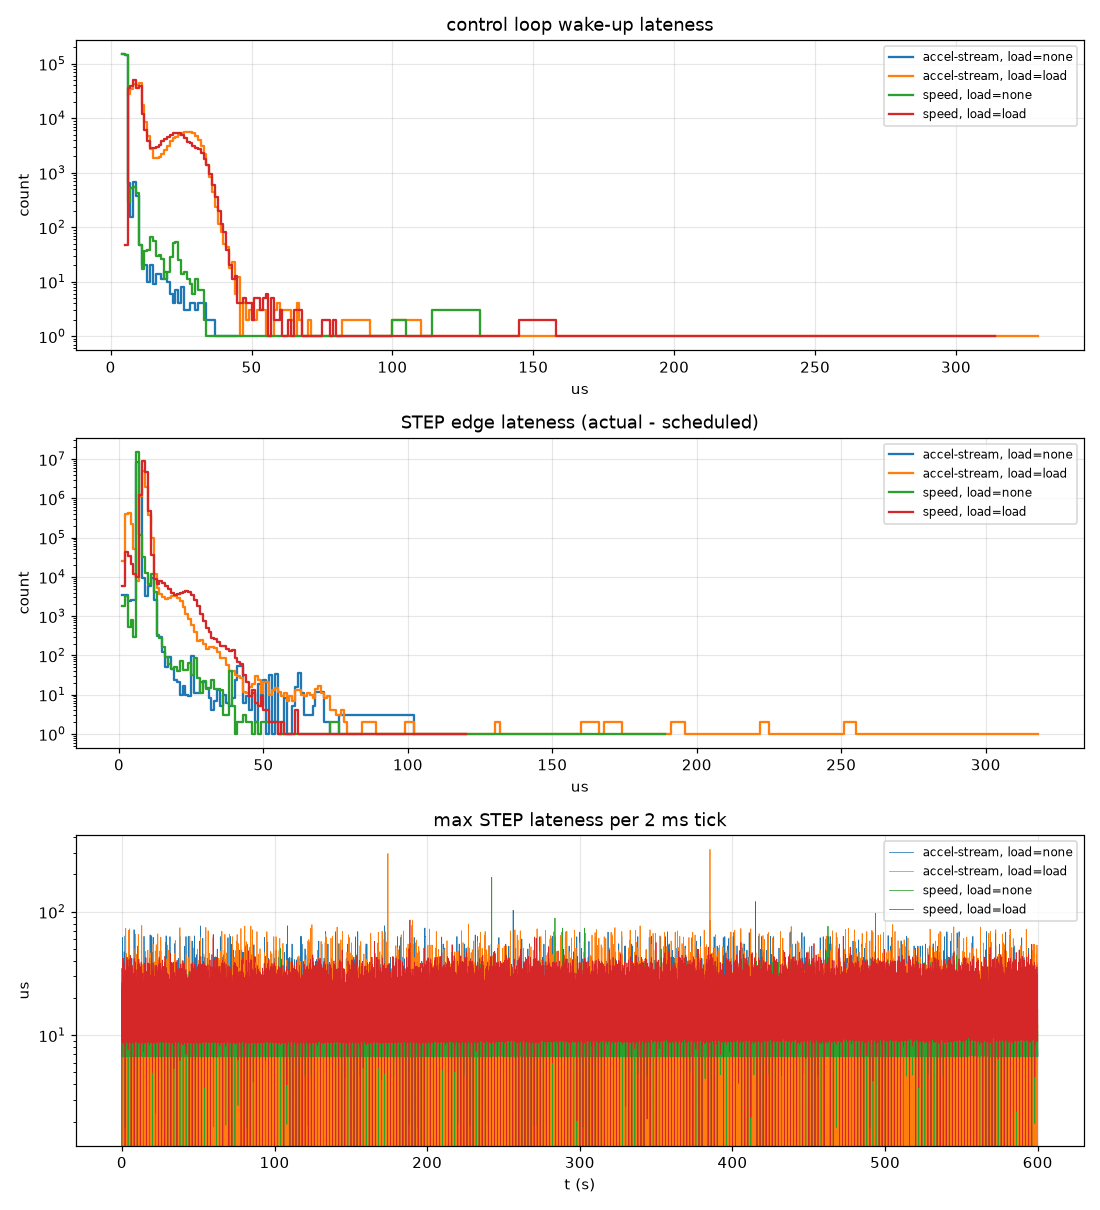 control loop wake-up lateness
accel-stream, load=none
accel-stream, load=load
speed, load=none
speed, load=load
count
10^5
10^4
10^3
10^2
10^1
10^0
0 50 100 150 200 250 300
us
STEP edge lateness (actual - scheduled)
accel-stream, load=none
accel-stream, load=load
speed, load=none
speed, load=load
count
10^7
10^6
10^5
10^4
10^3
10^2
10^1
10^0
0 50 100 150 200 250 300
us
max STEP lateness per 2 ms tick
accel-stream, load=none
accel-stream, load=load
speed, load=none
speed, load=load
us
10^2
10^1
0 100 200 300 400 500 600
t (s)